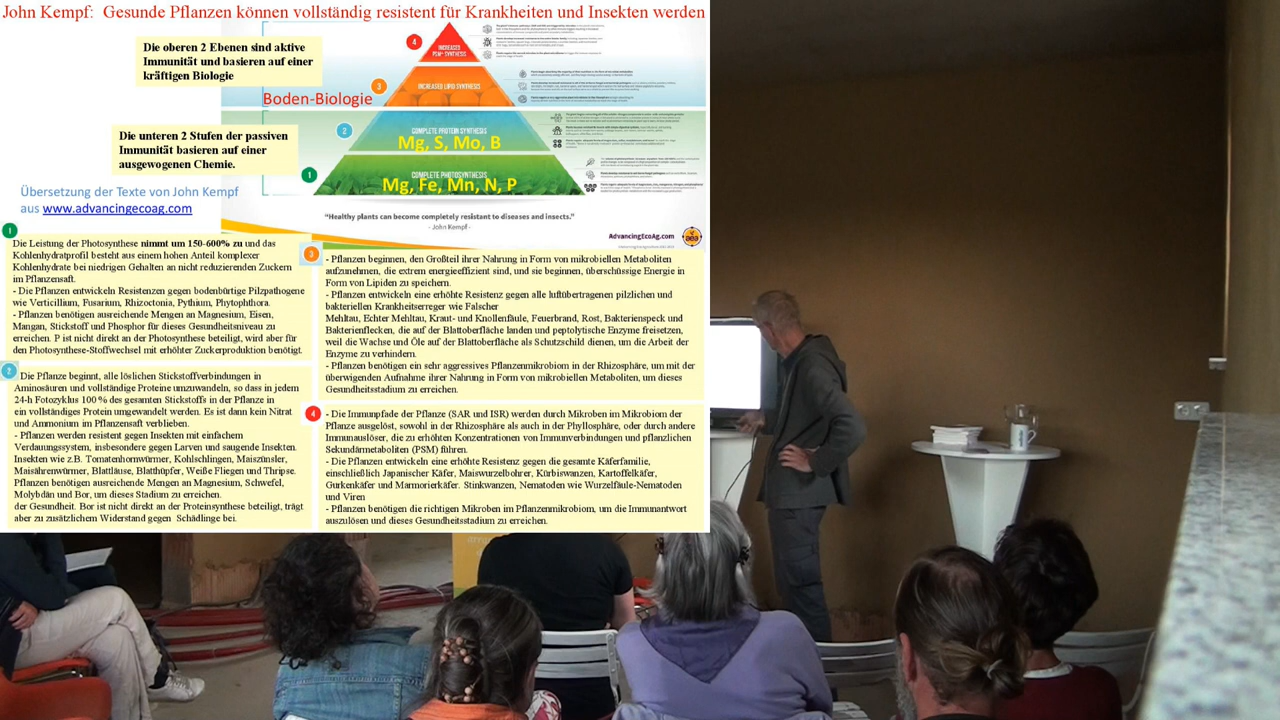 John Kempf:  Gesunde Pflanzen können vollständig resistent für Krankheiten und Insekten werden
Die oberen 2 Ebenen sind aktive
Immunität und basieren auf einer
kräftigen Biologie
Boden-Biologie
4
INCREASED
PSM* SYNTHESIS
3
INCREASED LIPID SYNTHESIS
Die unteren 2 Stufen der passiven
Immunität basieren auf einer
ausgewogenen Chemie.
2
COMPLETE PROTEIN SYNTHESIS
Mg, S, Mo, B
1
COMPLETE PHOTOSYNTHESIS
Mg, Fe, Mn, N, P
Übersetzung der Texte von John Kempf
aus www.advancingecoag.com
“Healthy plants can become completely resistant to diseases and insects.”
- John Kempf -
AdvancingEcoAg.com
aea
1
Die Leistung der Photosynthese nimmt um 150-600% zu und das
Kohlenhydratprofil besteht aus einem hohen Anteil komplexer
Kohlenhydrate bei niedrigen Gehalten an nicht reduzierenden Zuckern
im Pflanzensaft.
- Die Pflanzen entwickeln Resistenzen gegen bodenbürtige Pilzpathogene
wie Verticillium, Fusarium, Rhizoctonia, Pythium, Phytophthora.
- Pflanzen benötigen ausreichende Mengen an Magnesium, Eisen,
Mangan, Stickstoff und Phosphor für dieses Gesundheitsniveau zu
erreichen. P ist nicht direkt an der Photosynthese beteiligt, wird aber für
den Photosynthese-Stoffwechsel mit erhöhter Zuckerproduktion benötigt.
2
Die Pflanze beginnt, alle löslichen Stickstoffverbindungen in
Aminosäuren und vollständige Proteine umzuwandeln, so dass in jedem
24-h Fotozyklus 100 % des gesamten Stickstoffs in der Pflanze in
ein vollständiges Protein umgewandelt werden. Es ist dann kein Nitrat
und Ammonium im Pflanzensaft verblieben.
- Pflanzen werden resistent gegen Insekten mit einfachem
Verdauungssystem, insbesondere gegen Larven und saugende Insekten.
Insekten wie z.B. Tomatenhornwürmer, Kohlschlingen, Maiszünsler,
Maisährenwürmer, Blattläuse, Blatthüpfer, Weiße Fliegen und Thripse.
Pflanzen benötigen ausreichende Mengen an Magnesium, Schwefel,
Molybdän und Bor, um dieses Stadium zu erreichen.
der Gesundheit. Bor ist nicht direkt an der Proteinsynthese beteiligt, trägt
aber zu zusätzlichem Widerstand gegen  Schädlinge bei.
3
- Pflanzen beginnen, den Großteil ihrer Nahrung in Form von mikrobiellen Metaboliten
aufzunehmen, die extrem energieeffizient sind, und sie beginnen, überschüssige Energie in
Form von Lipiden zu speichern.
- Pflanzen entwickeln eine erhöhte Resistenz gegen alle luftübertragenen pilzlichen und
bakteriellen Krankheitserreger wie Falscher
Mehltau, Echter Mehltau, Kraut- und Knollenfäule, Feuerbrand, Rost, Bakterienspeck und
Bakterienflecken, die auf der Blattoberfläche landen und peptolytische Enzyme freisetzen,
weil die Wachse und Öle auf der Blattoberfläche als Schutzschild dienen, um die Arbeit der
Enzyme zu verhindern.
- Pflanzen benötigen ein sehr aggressives Pflanzenmikrobiom in der Rhizosphäre, um mit der
überwigenden Aufnahme ihrer Nahrung in Form von mikrobiellen Metaboliten, um dieses
Gesundheitsstadium zu erreichen.
4
- Die Immunpfade der Pflanze (SAR und ISR) werden durch Mikroben im Mikrobiom der
Pflanze ausgelöst, sowohl in der Rhizosphäre als auch in der Phyllosphäre, oder durch andere
Immunauslöser, die zu erhöhten Konzentrationen von Immunverbindungen und pflanzlichen
Sekundärmetaboliten (PSM) führen.
- Die Pflanzen entwickeln eine erhöhte Resistenz gegen die gesamte Käferfamilie,
einschließlich Japanischer Käfer, Maiswurzelbohrer, Kürbiswanzen, Kartoffelkäfer,
Gurkenkäfer und Marmorierkäfer. Stinkwanzen, Nematoden wie Wurzelfäule-Nematoden
und Viren
- Pflanzen benötigen die richtigen Mikroben im Pflanzenmikrobiom, um die Immunantwort
auszulösen und dieses Gesundheitsstadium zu erreichen.